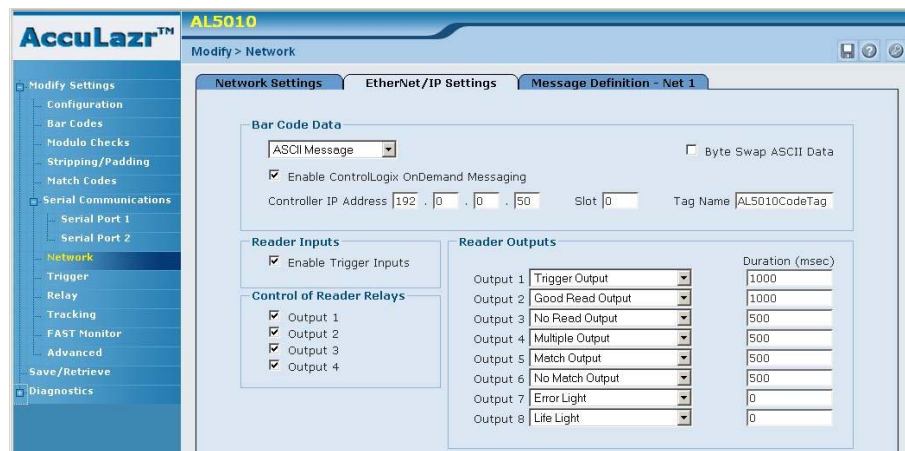 AccuLazr™
AL5010
Modify > Network
Modify Settings
Configuration
Bar Codes
Modulo Checks
Stripping/Padding
Match Codes
Serial Communications
Serial Port 1
Serial Port 2
Network
Trigger
Relay
Tracking
FAST Monitor
Advanced
Save/Retrieve
Diagnostics
Network Settings
EtherNet/IP Settings
Message Definition - Net 1
Bar Code Data
ASCII Message
Byte Swap ASCII Data
Enable ControlLogix OnDemand Messaging
Controller IP Address 192 . 0 . 0 . 50 Slot 0 Tag Name AL5010CodeTag
Reader Inputs
Enable Trigger Inputs
Control of Reader Relays
Output 1
Output 2
Output 3
Output 4
Reader Outputs
Duration (msec)
Output 1 Trigger Output 1000
Output 2 Good Read Output 1000
Output 3 No Read Output 500
Output 4 Multiple Output 500
Output 5 Match Output 500
Output 6 No Match Output 500
Output 7 Error Light 0
Output 8 Life Light 0